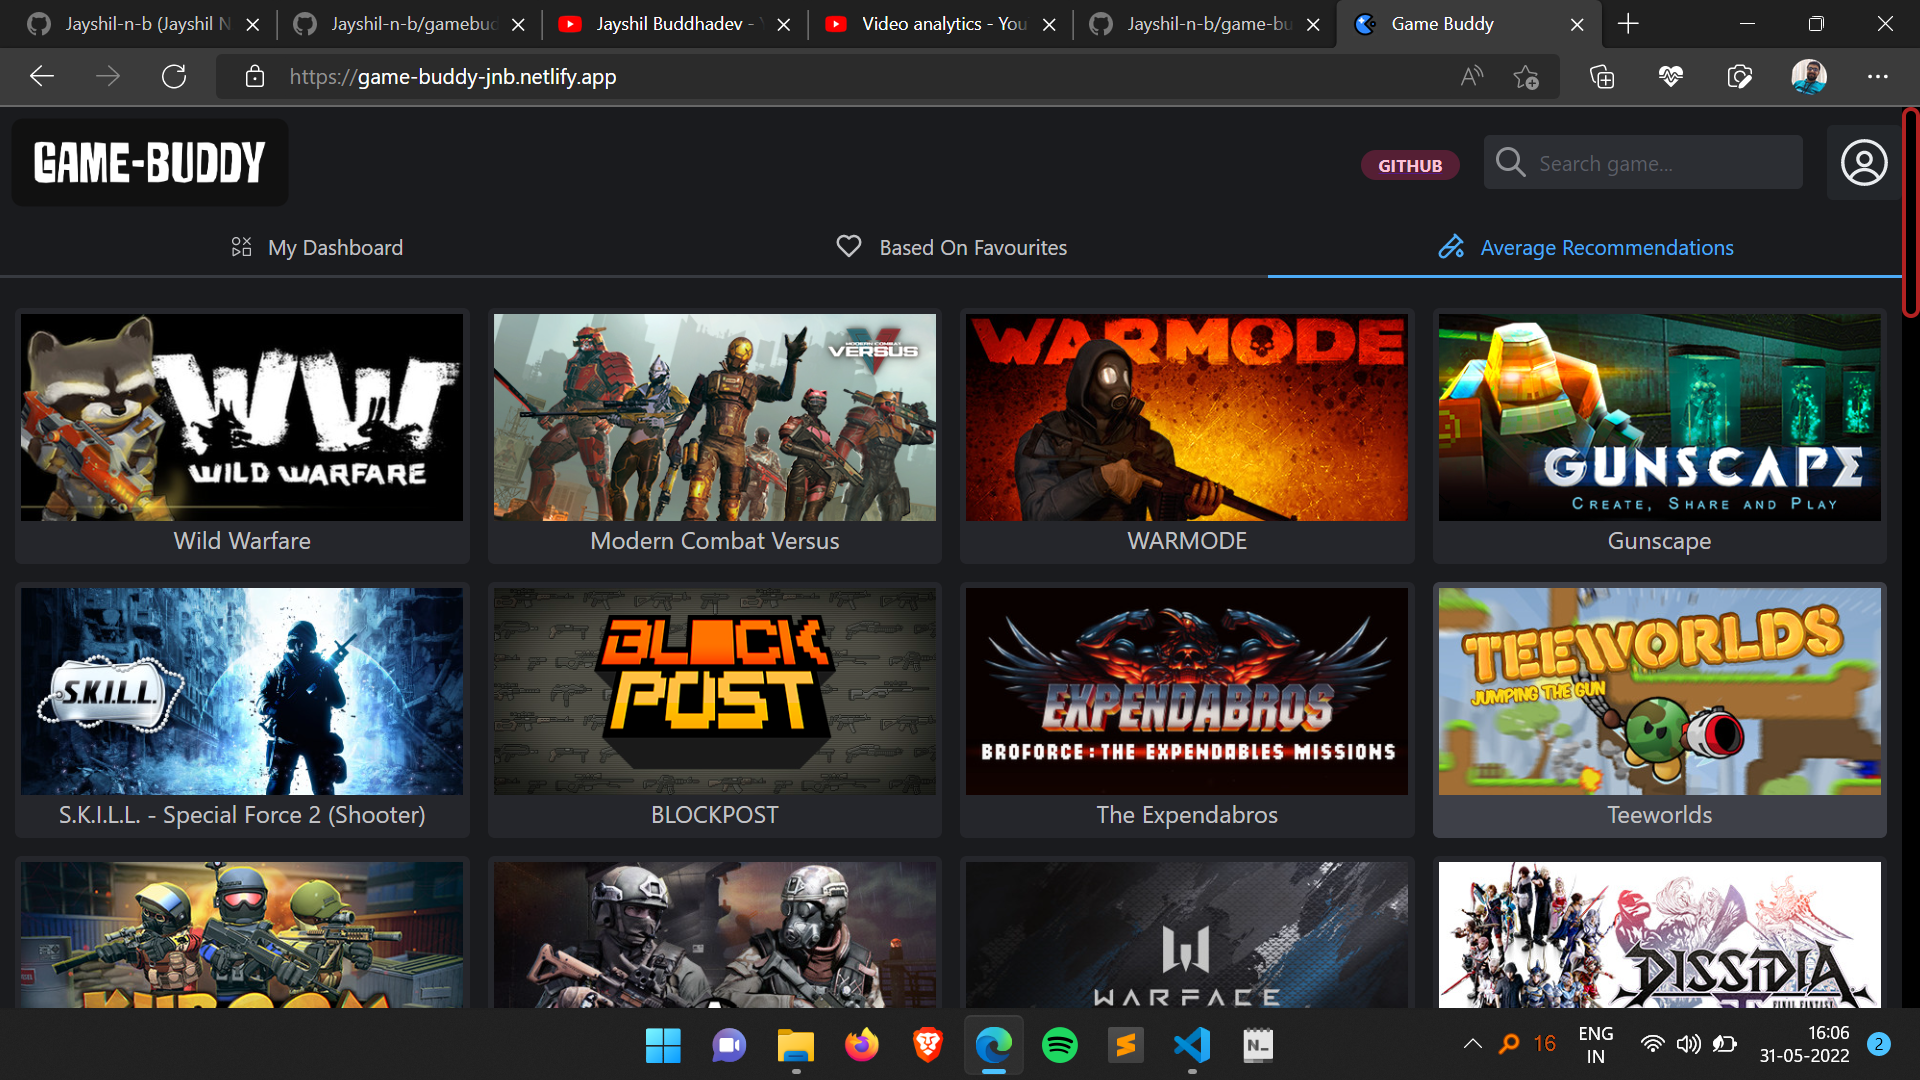 Jayshil-n-b (Jayshil N
Jayshil-n-b/gamebud
Jayshil Buddhadev -
Video analytics - You
Jayshil-n-b/game-bu
Game Buddy
https://game-buddy-jnb.netlify.app
GAME-BUDDY
GITHUB
Search game...
My Dashboard
Based On Favourites
Average Recommendations
WW
WILD WARFARE
MODERN COMBAT
VERSUS
WARMODE
GUNSCAPE
CREATE, SHARE AND PLAY
Wild Warfare
Modern Combat Versus
WARMODE
Gunscape
S.K.I.L.L.
BLOCK
POST
EXPENDABROS
BROFORCE: THE EXPENDABLES MISSIONS
TEEWORLDS
JUMPING THE GUN
S.K.I.L.L. - Special Force 2 (Shooter)
BLOCKPOST
The Expendabros
Teeworlds
WARFACE
DISSIDIA
16
ENG
IN
16:06
31-05-2022
2